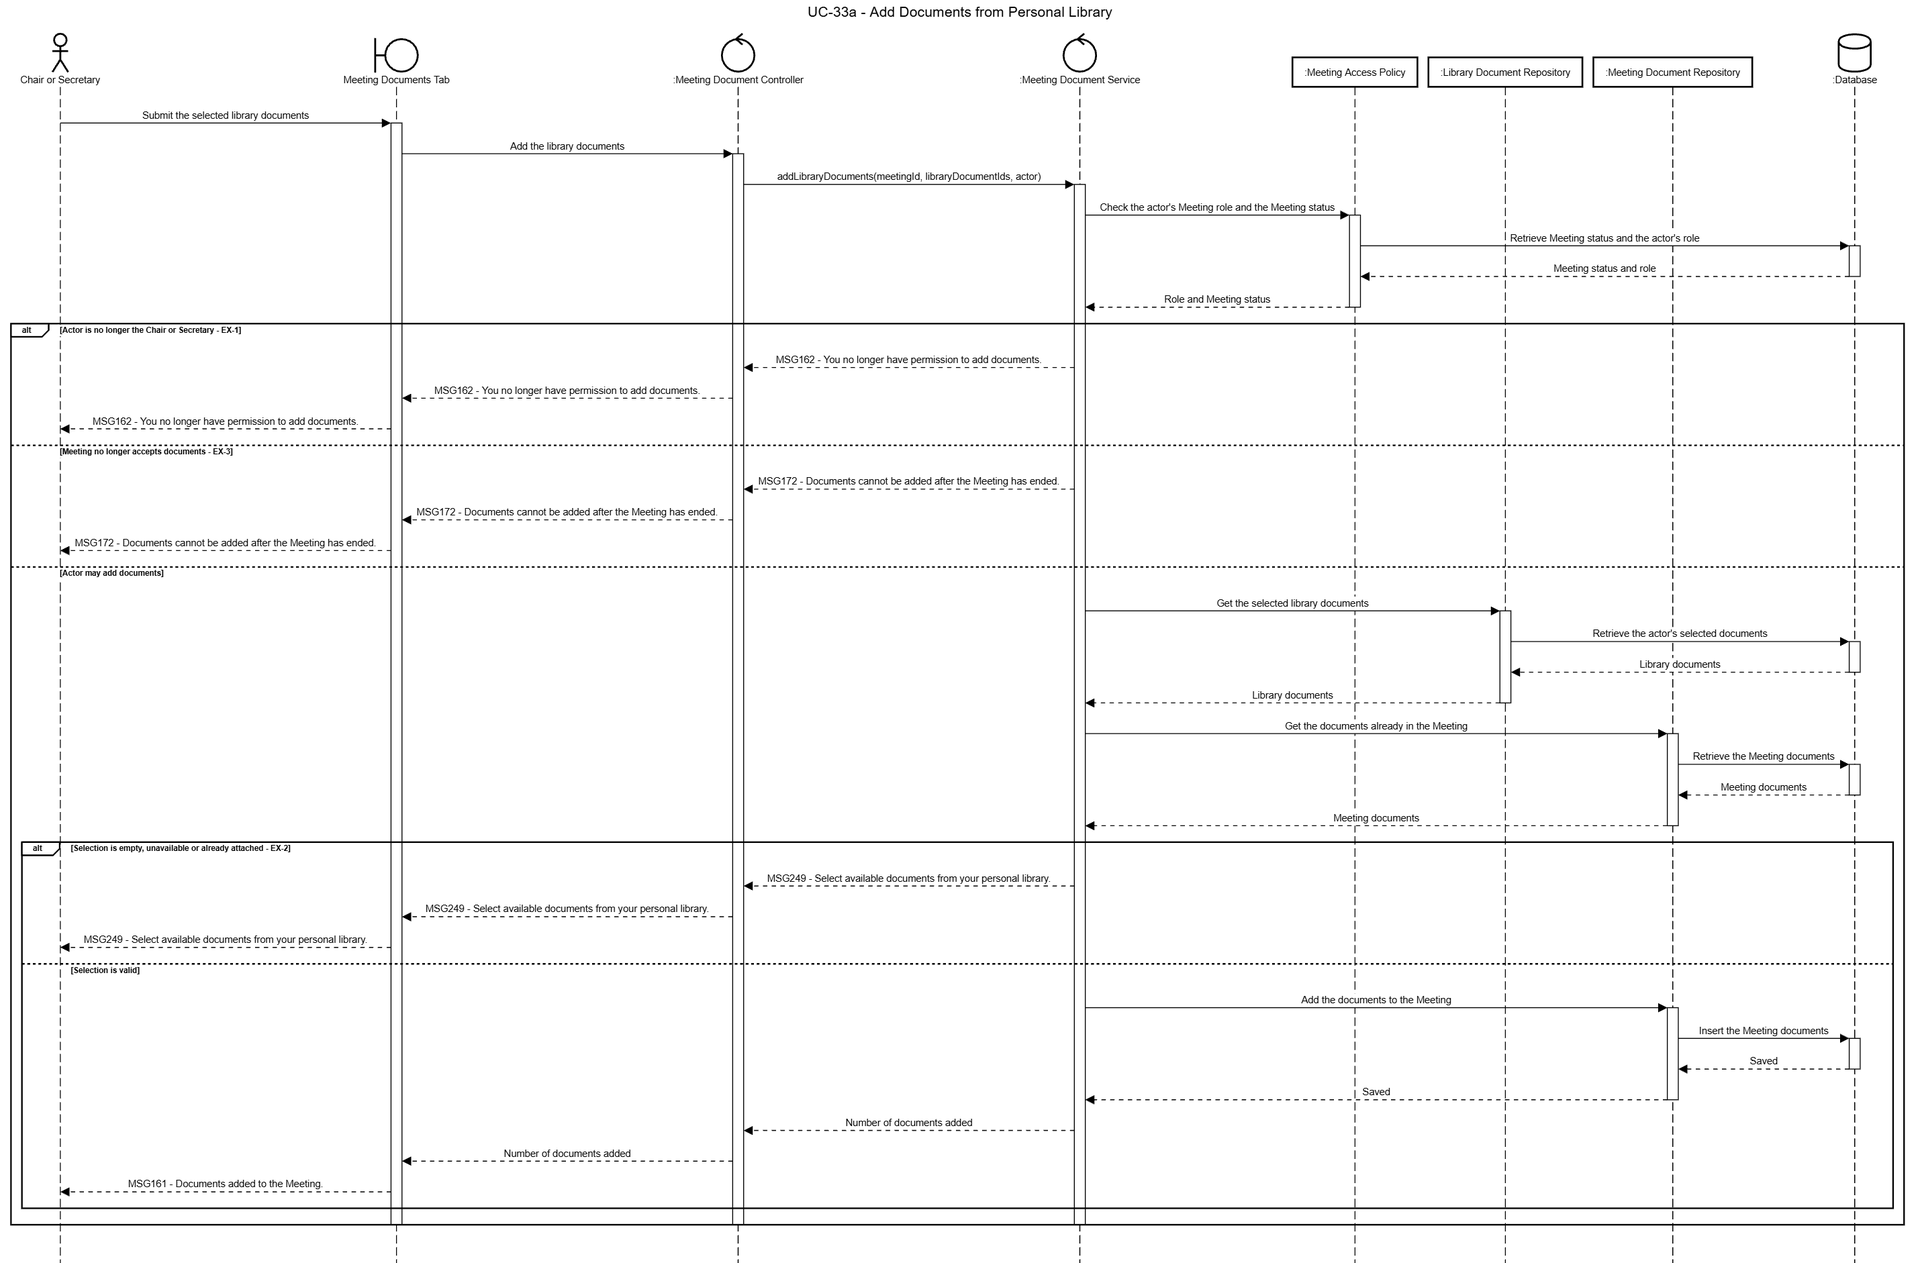 UC-33a - Add Documents from Personal Library
Chair or Secretary
Meeting Documents Tab
:Meeting Document Controller
:Meeting Document Service
:Meeting Access Policy
:Library Document Repository
:Meeting Document Repository
:Database
Submit the selected library documents
Add the library documents
addLibraryDocuments(meetingId, libraryDocumentIds, actor)
Check the actor's Meeting role and the Meeting status
Retrieve Meeting status and the actor's role
Meeting status and role
Role and Meeting status
alt
[Actor is no longer the Chair or Secretary - EX-1]
MSG162 - You no longer have permission to add documents.
MSG162 - You no longer have permission to add documents.
MSG162 - You no longer have permission to add documents.
[Meeting no longer accepts documents - EX-3]
MSG172 - Documents cannot be added after the Meeting has ended.
MSG172 - Documents cannot be added after the Meeting has ended.
MSG172 - Documents cannot be added after the Meeting has ended.
[Actor may add documents]
Get the selected library documents
Retrieve the actor's selected documents
Library documents
Library documents
Get the documents already in the Meeting
Retrieve the Meeting documents
Meeting documents
Meeting documents
alt
[Selection is empty, unavailable or already attached - EX-2]
MSG249 - Select available documents from your personal library.
MSG249 - Select available documents from your personal library.
MSG249 - Select available documents from your personal library.
[Selection is valid]
Add the documents to the Meeting
Insert the Meeting documents
Saved
Saved
Number of documents added
Number of documents added
MSG161 - Documents added to the Meeting.